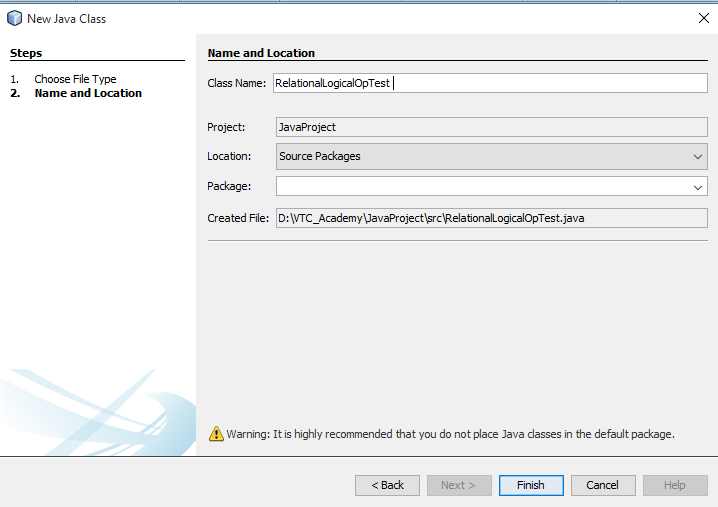 New Java Class
Steps
1. Choose File Type
2. Name and Location
Name and Location
Class Name: RelationalLogicalOpTest
Project: JavaProject
Location: Source Packages
Package:
Created File: D:\VTC_Academy\JavaProject\src\RelationalLogicalOpTest.java
Warning: It is highly recommended that you do not place Java classes in the default package.
< Back Next > Finish Cancel Help